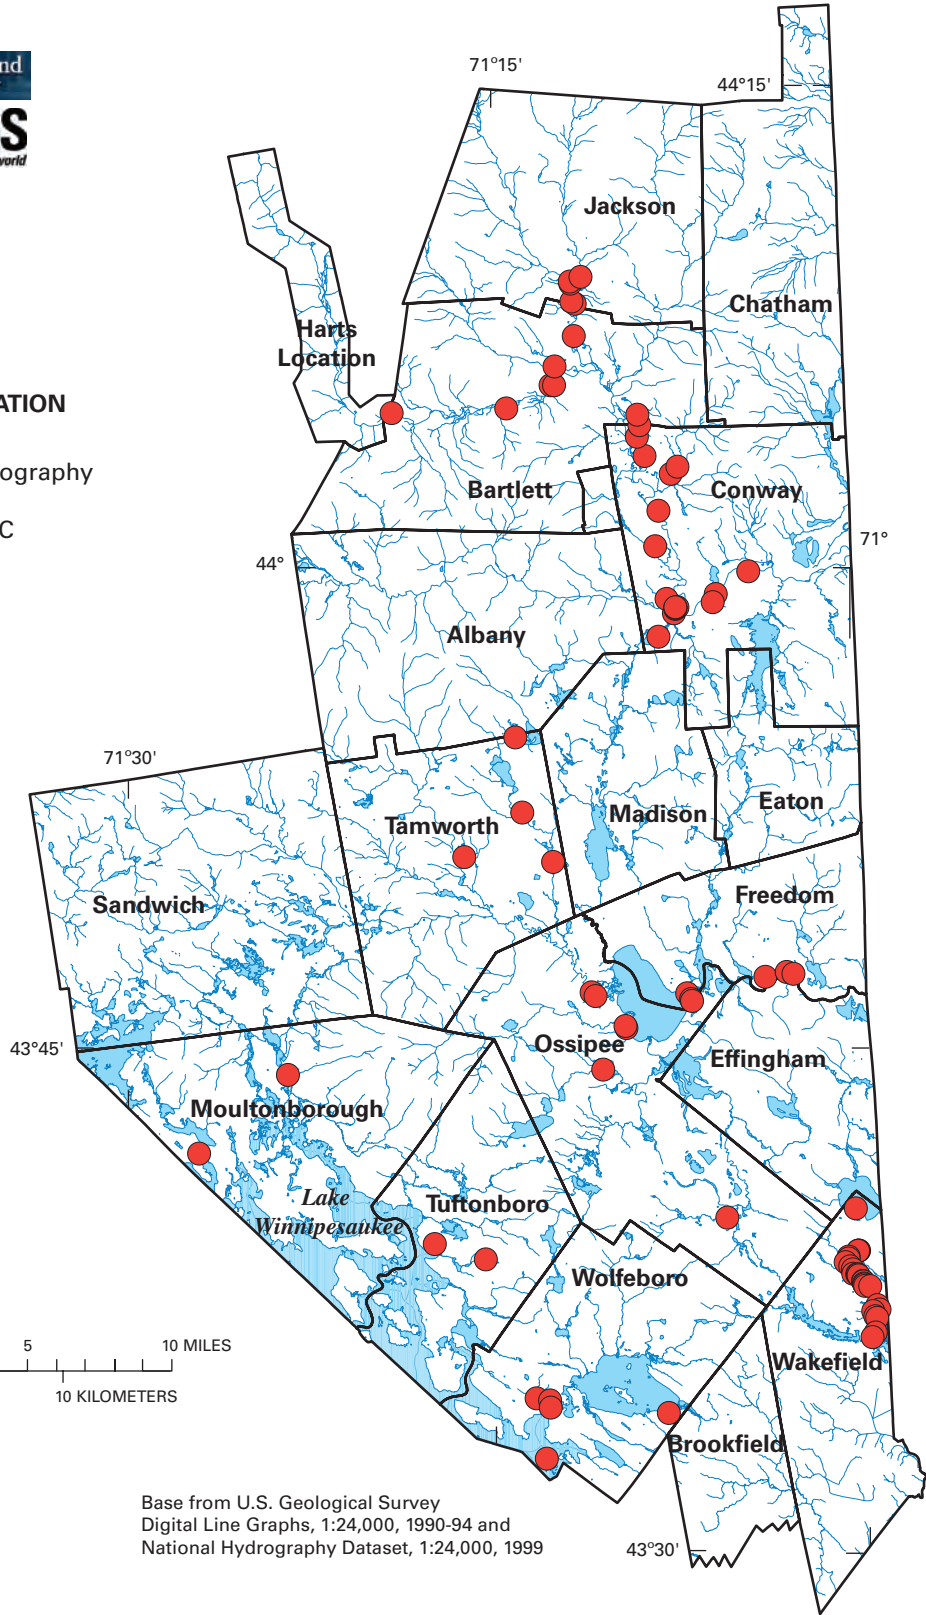 nd
S
world
71°15'
44°15'
Jackson
Chatham
Harts
Location
ATION
ography
Bartlett
Conway
C
71°
44°
Albany
71°30'
Tamworth
Madison
Eaton
Sandwich
Freedom
43°45'
Ossipee
Effingham
Moultonborough
Lake
Winnipesaukee
Tuftonboro
Wolfeboro
5
10 MILES
Wakefield
10 KILOMETERS
Brookfield
Base from U.S. Geological Survey
Digital Line Graphs, 1:24,000, 1990-94 and
National Hydrography Dataset, 1:24,000, 1999
43°30'